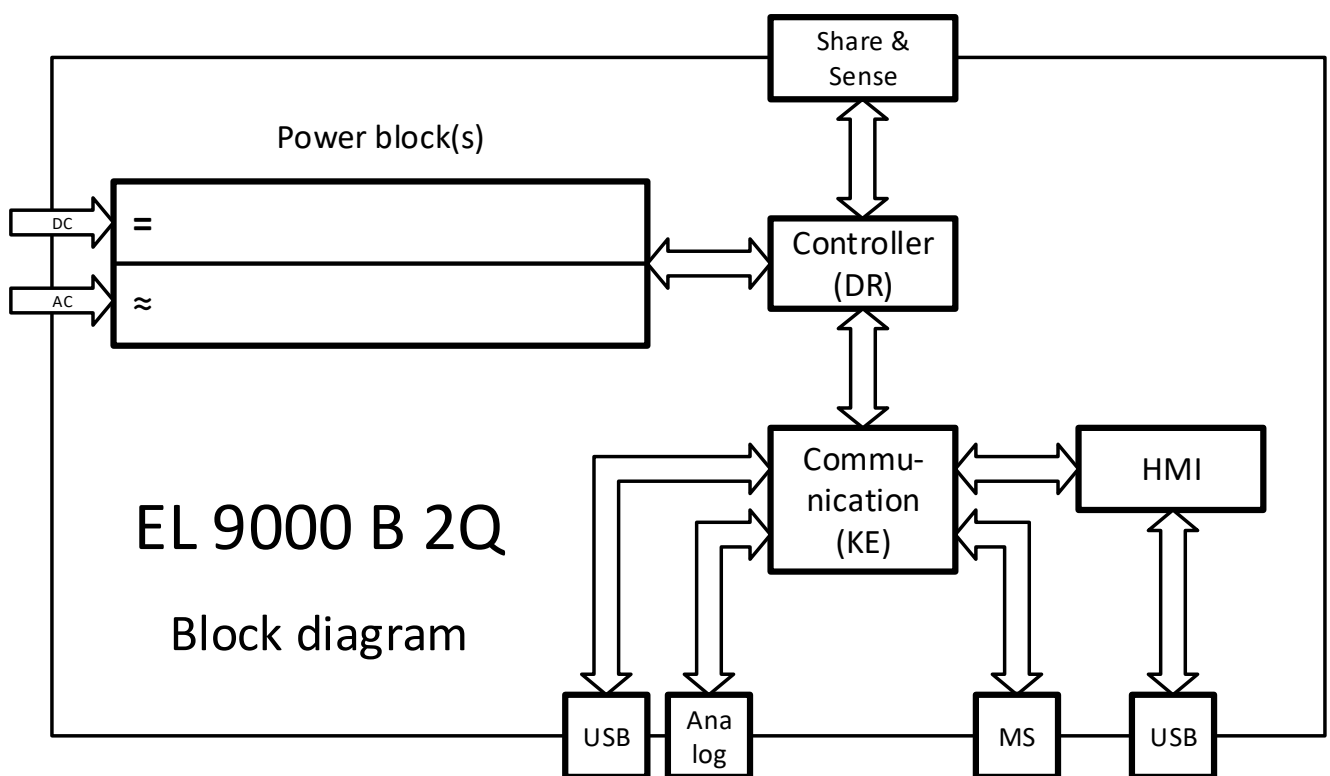 Share &
Sense
Power block(s)
DC
=
Controller
(DR)
AC
≈
Commu-
nication
(KE)
HMI
EL 9000 B 2Q
Block diagram
USB
Ana
log
MS
USB